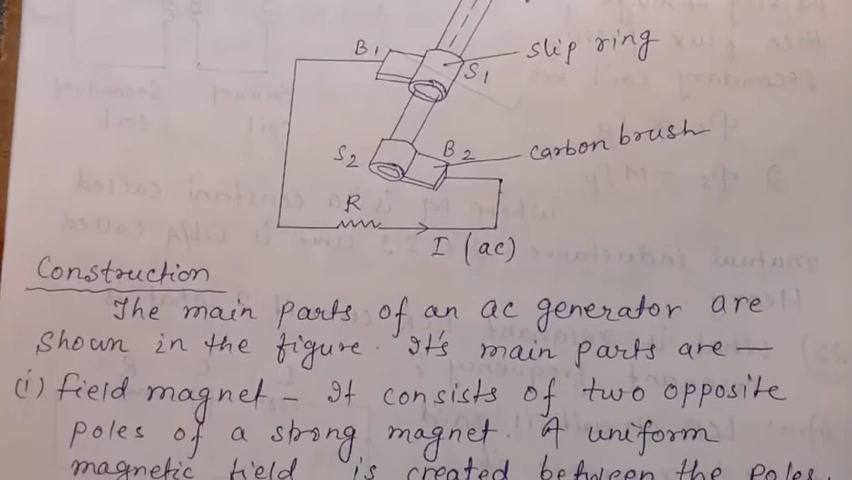 B1
slip ring
S1
S2
B2
carbon brush
R
I (ac)
Construction
The main parts of an ac generator are
shown in the figure. It's main parts are —
(i) field magnet - It consists of two opposite
poles of a strong magnet. A uniform
magnetic field is created between the poles.